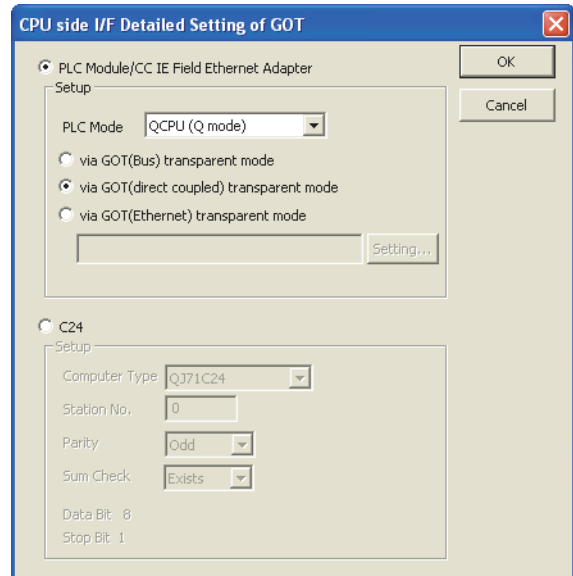 CPU side I/F Detailed Setting of GOT
PLC Module/CC IE Field Ethernet Adapter
OK
Setup
Cancel
PLC Mode QCPU (Q mode)
via GOT(Bus) transparent mode
via GOT(direct coupled) transparent mode
via GOT(Ethernet) transparent mode
Setting...
C24
Setup
Computer Type QJ71C24
Station No. 0
Parity Odd
Sum Check Exists
Data Bit 8
Stop Bit 1